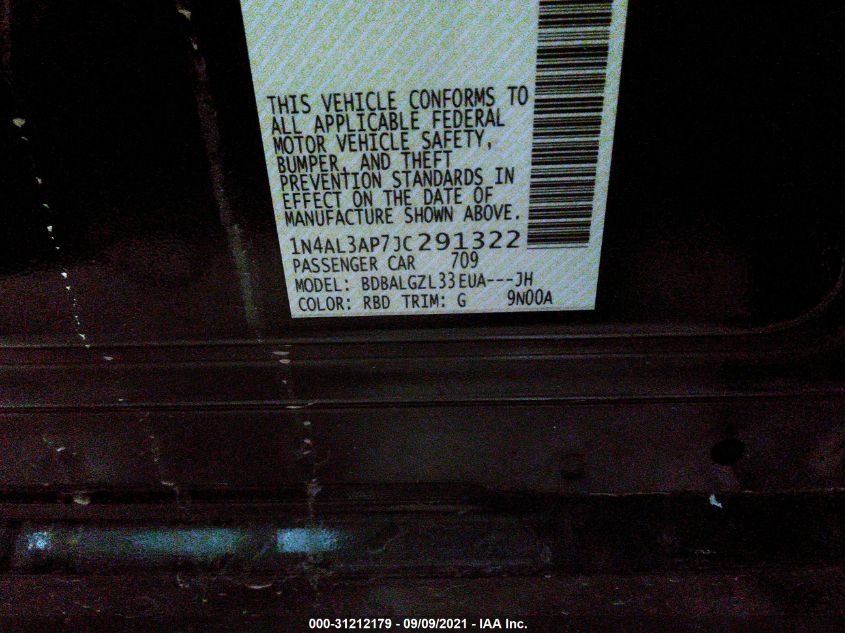 THIS VEHICLE CONFORMS TO
ALL APPLICABLE FEDERAL
MOTOR VEHICLE SAFETY,
BUMPER, AND THEFT
PREVENTION STANDARDS IN
EFFECT ON THE DATE OF
MANUFACTURE SHOWN ABOVE.
1N4AL3AP7JC291322
PASSENGER CAR 709
MODEL: BDBALGZL33EUA---JH
COLOR: RBD TRIM: G 9N00A
000-31212179 - 09/09/2021 - IAA Inc.